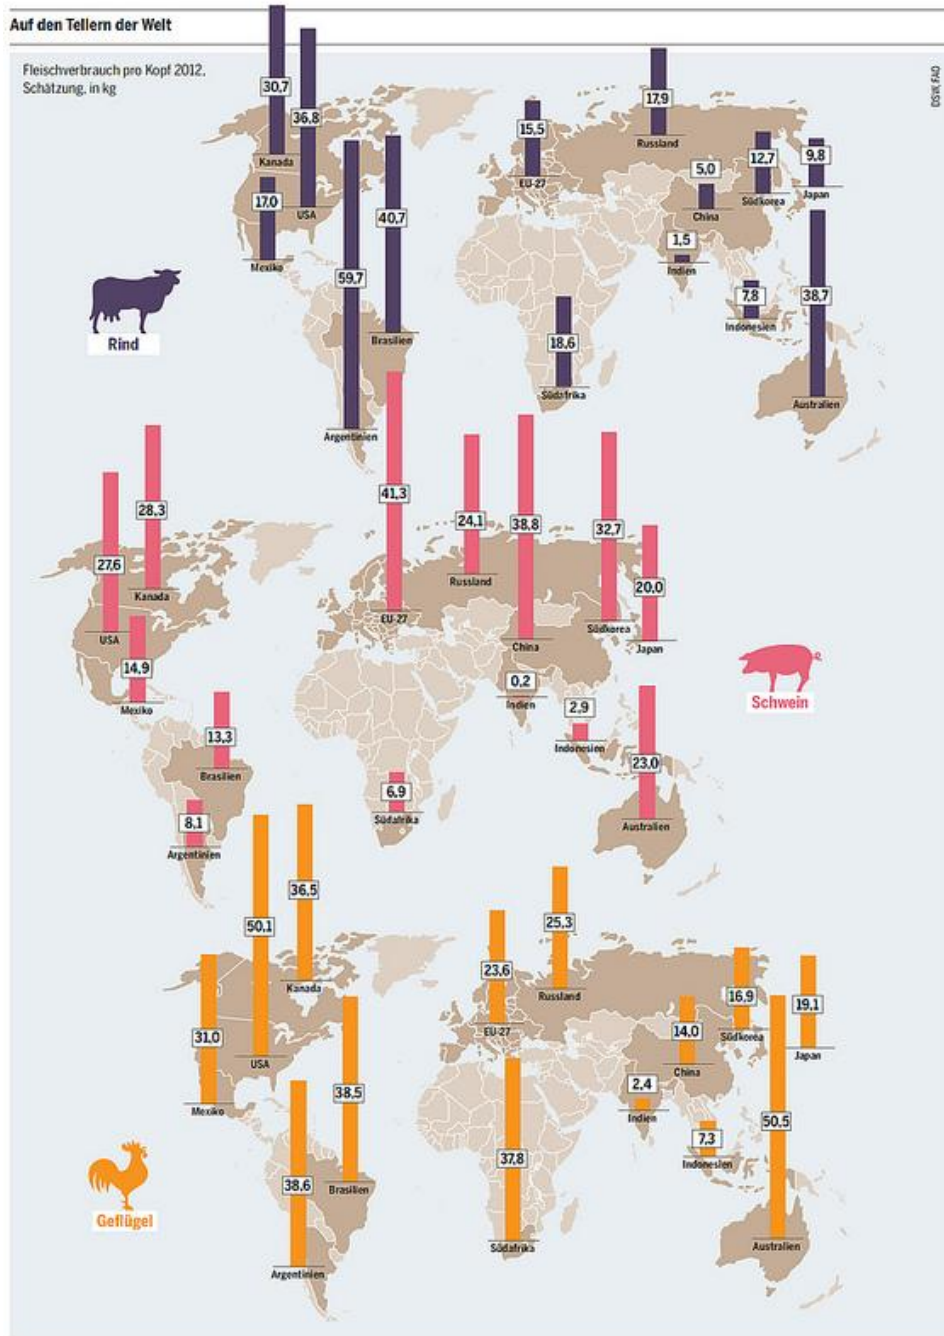 Auf den Tellern der Welt
Fleischverbrauch pro Kopf 2012,
Schätzung, in kg
DSW/FAO
30,7
Kanada
36,8
USA
17,0
Mexiko
59,7
Argentinien
40,7
Brasilien
15,5
EU-27
17,9
Russland
5,0
China
12,7
Südkorea
9,8
Japan
1,5
Indien
7,8
Indonesien
38,7
Australien
18,6
Südafrika
Rind
27,6
USA
28,3
Kanada
14,9
Mexiko
13,3
Brasilien
8,1
Argentinien
41,3
EU-27
24,1
Russland
38,8
China
32,7
Südkorea
20,0
Japan
0,2
Indien
2,9
Indonesien
23,0
Australien
6,9
Südafrika
Schwein
31,0
Mexiko
50,1
USA
36,5
Kanada
38,5
Brasilien
38,6
Argentinien
23,6
EU-27
25,3
Russland
14,0
China
16,9
Südkorea
19,1
Japan
2,4
Indien
7,3
Indonesien
50,5
Australien
37,8
Südafrika
Geflügel